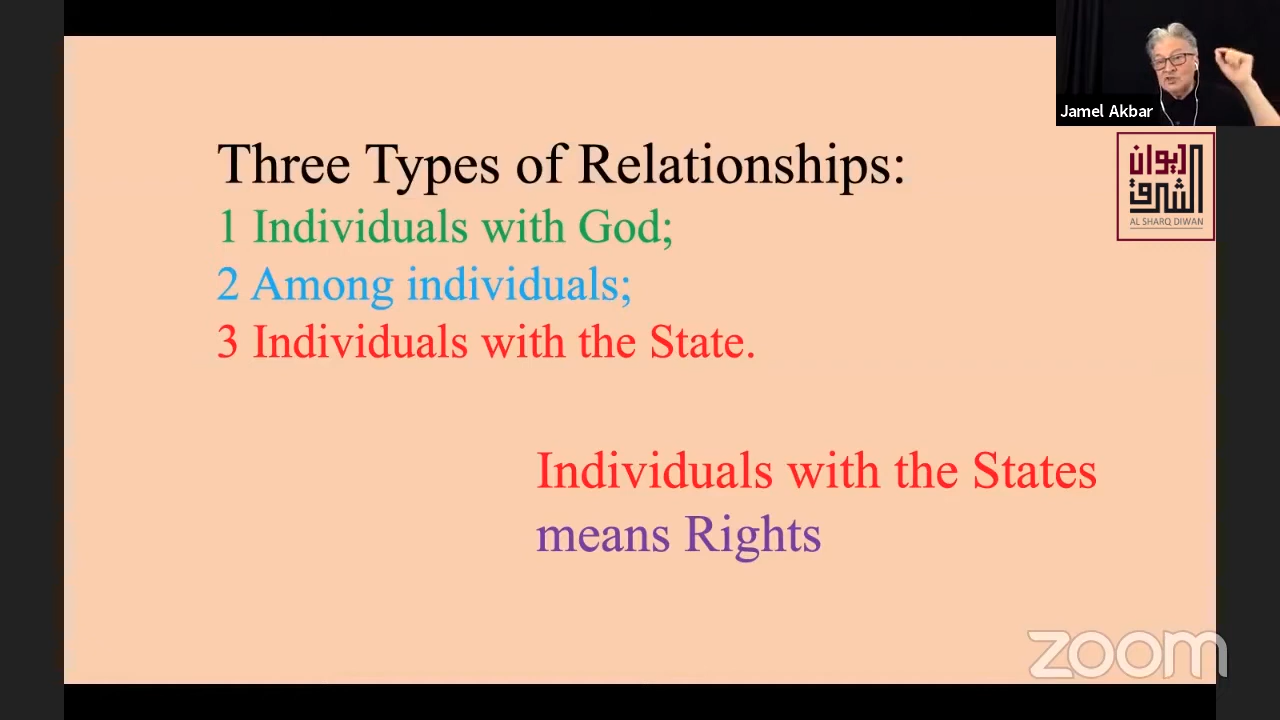 Jamel Akbar
ديوان
الشرق
AL SHARQ DIWAN
Three Types of Relationships:
1 Individuals with God;
2 Among individuals;
3 Individuals with the State.
Individuals with the States
means Rights
zoom